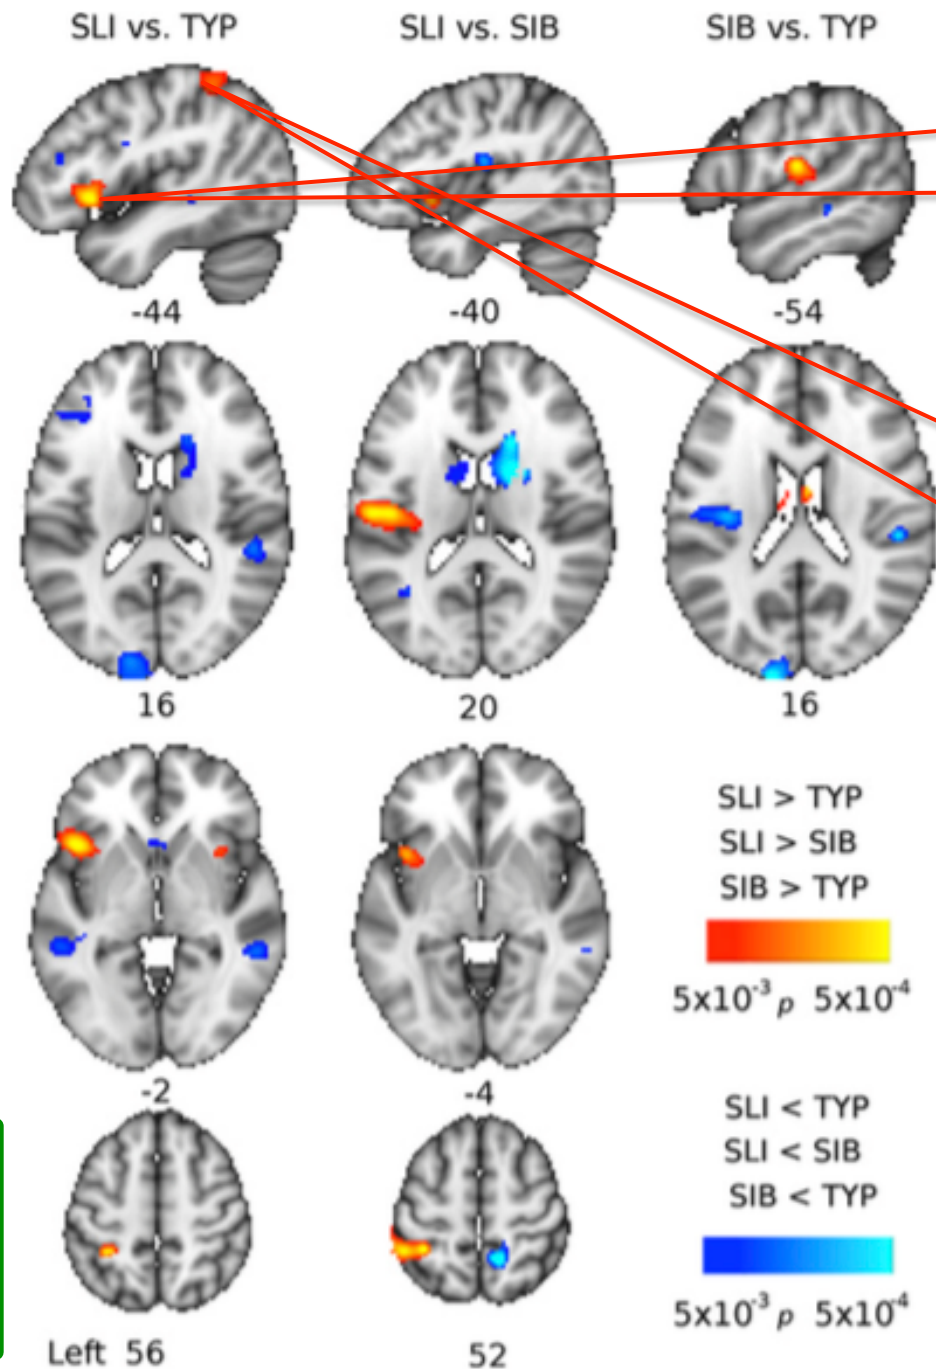 SLI vs. TYP SLI vs. SIB SIB vs. TYP
-44 -40 -54
16 20 16
SLI > TYP
SLI > SIB
SIB > TYP
5x10⁻³ p 5x10⁻⁴
-2 -4
SLI < TYP
SLI < SIB
SIB < TYP
5x10⁻³ p 5x10⁻⁴
Left 56 52